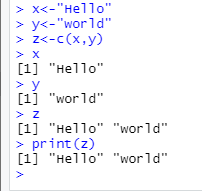 > x<-"Hello"
> y<-"world"
> z<-c(x,y)
> x
[1] "Hello"
> y
[1] "world"
> z
[1] "Hello" "world"
> print(z)
[1] "Hello" "world"
>